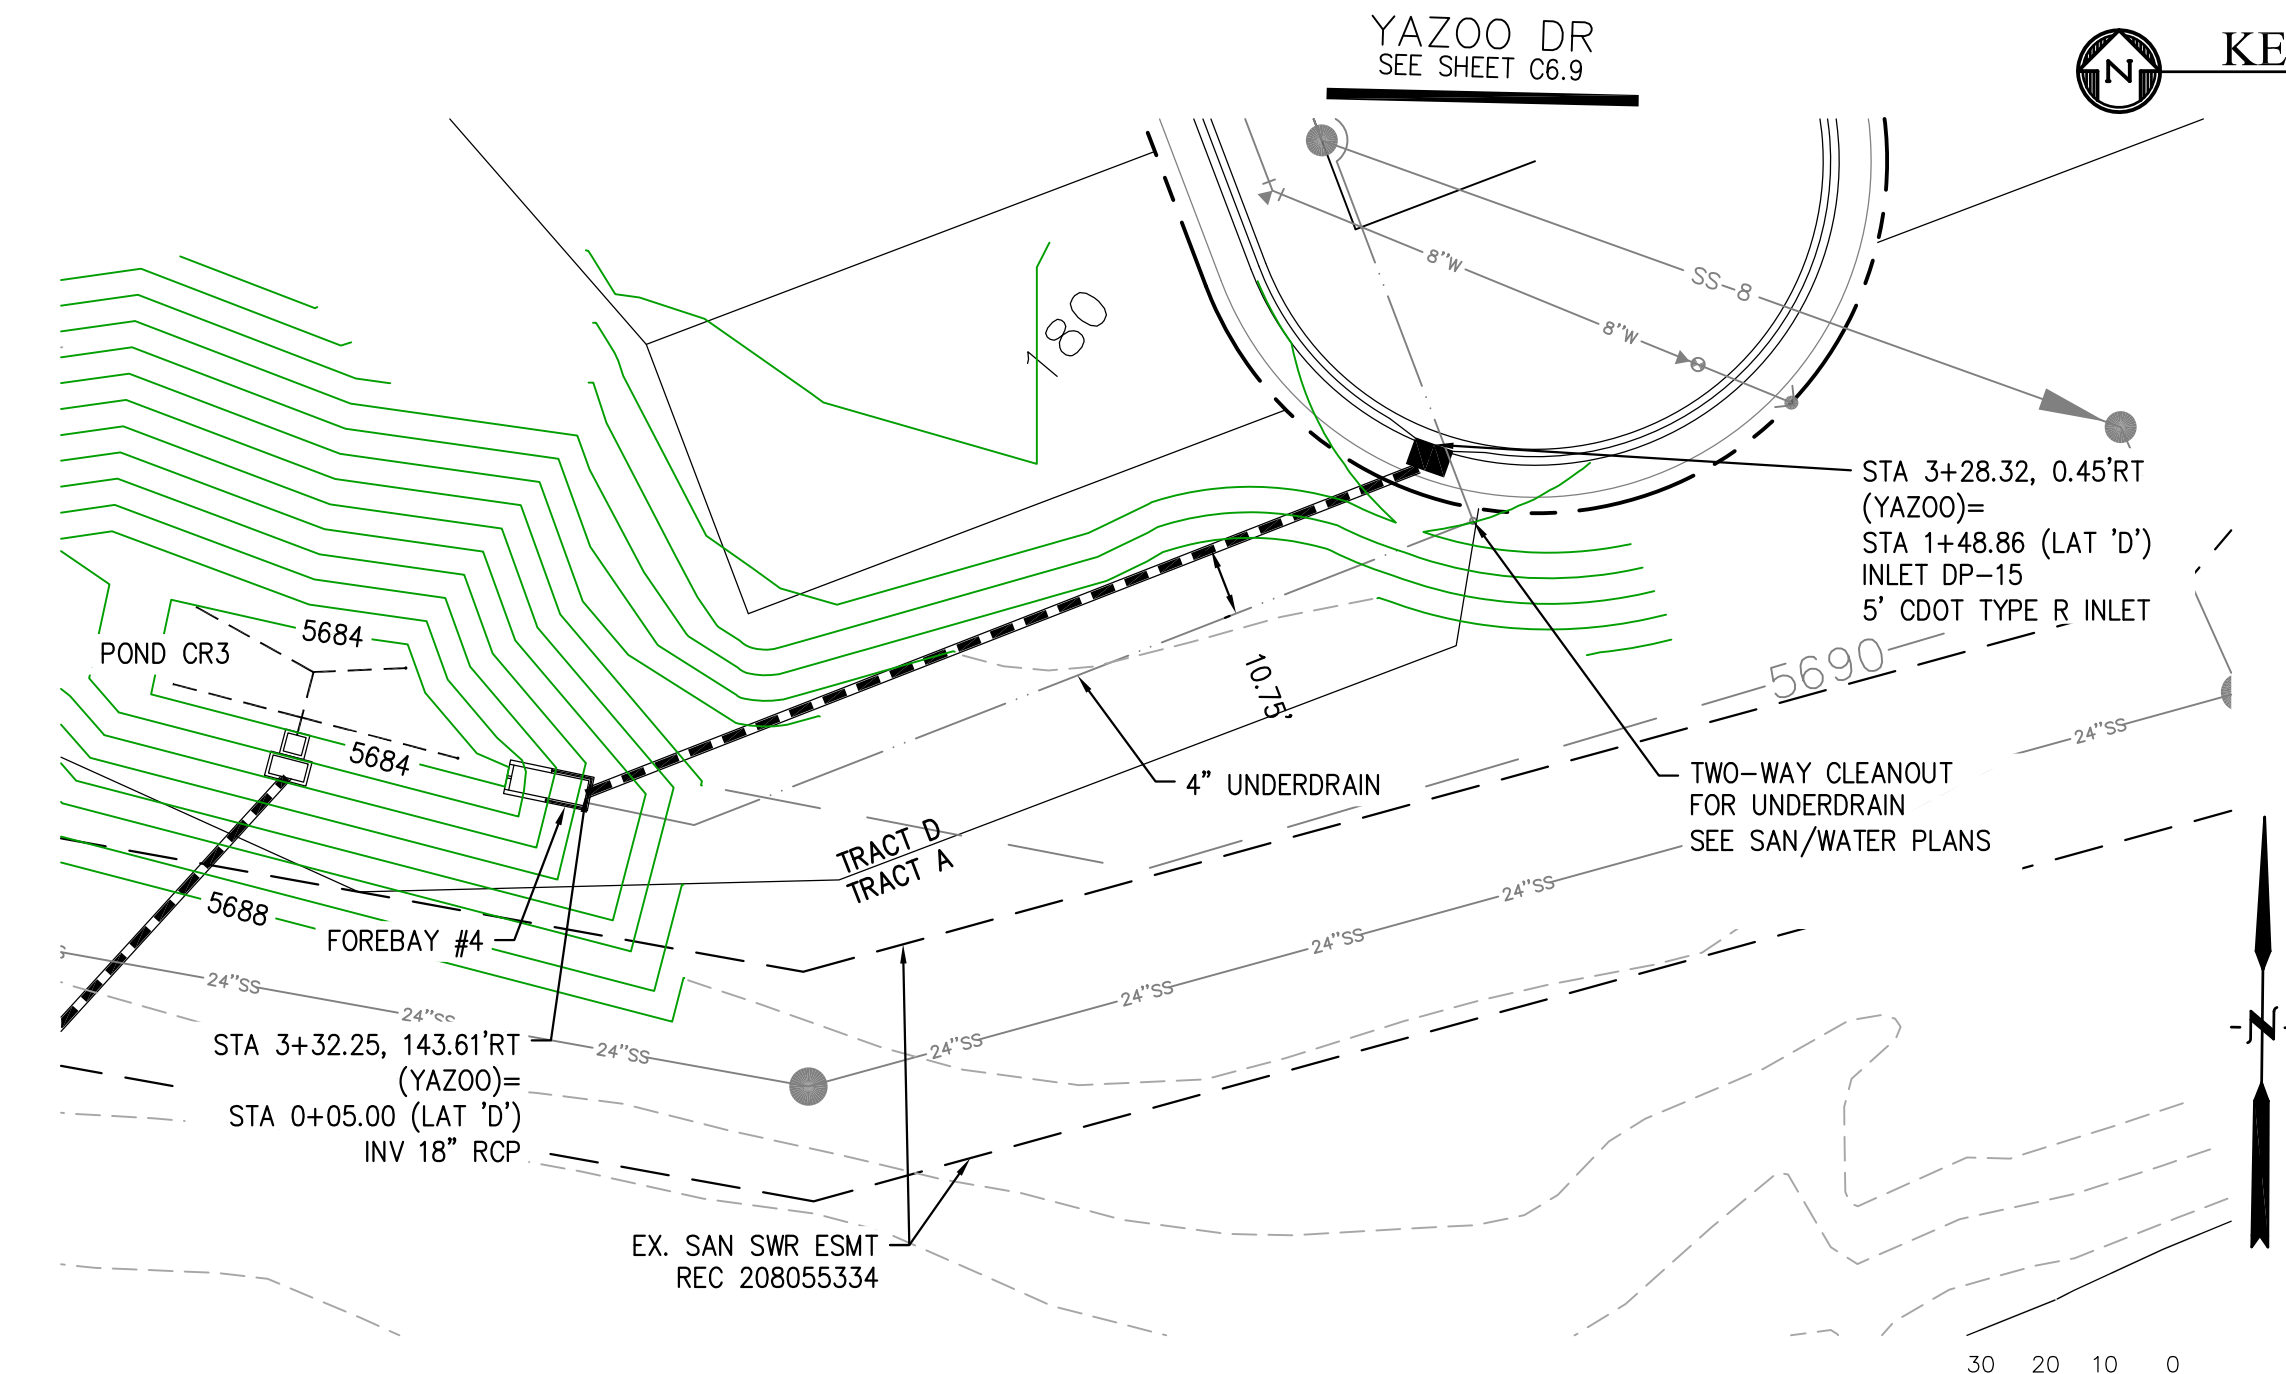 YAZOO DR
SEE SHEET C6.9
N
KE
180
8"W
8"W
SS-8
STA 3+28.32, 0.45'RT
(YAZOO)=
STA 1+48.86 (LAT 'D')
INLET DP-15
5' CDOT TYPE R INLET
5684
POND CR3
5684
10.75'
5690
24"SS
4" UNDERDRAIN
TWO-WAY CLEANOUT
FOR UNDERDRAIN
SEE SAN/WATER PLANS
TRACT D
TRACT A
24"SS
5688
FOREBAY #4
24"SS
24"SS
24"SS
24"SS
24"SS
24"SS
N
STA 3+32.25, 143.61'RT
(YAZOO)=
STA 0+05.00 (LAT 'D')
INV 18" RCP
EX. SAN SWR ESMT
REC 208055334
30 20 10 0